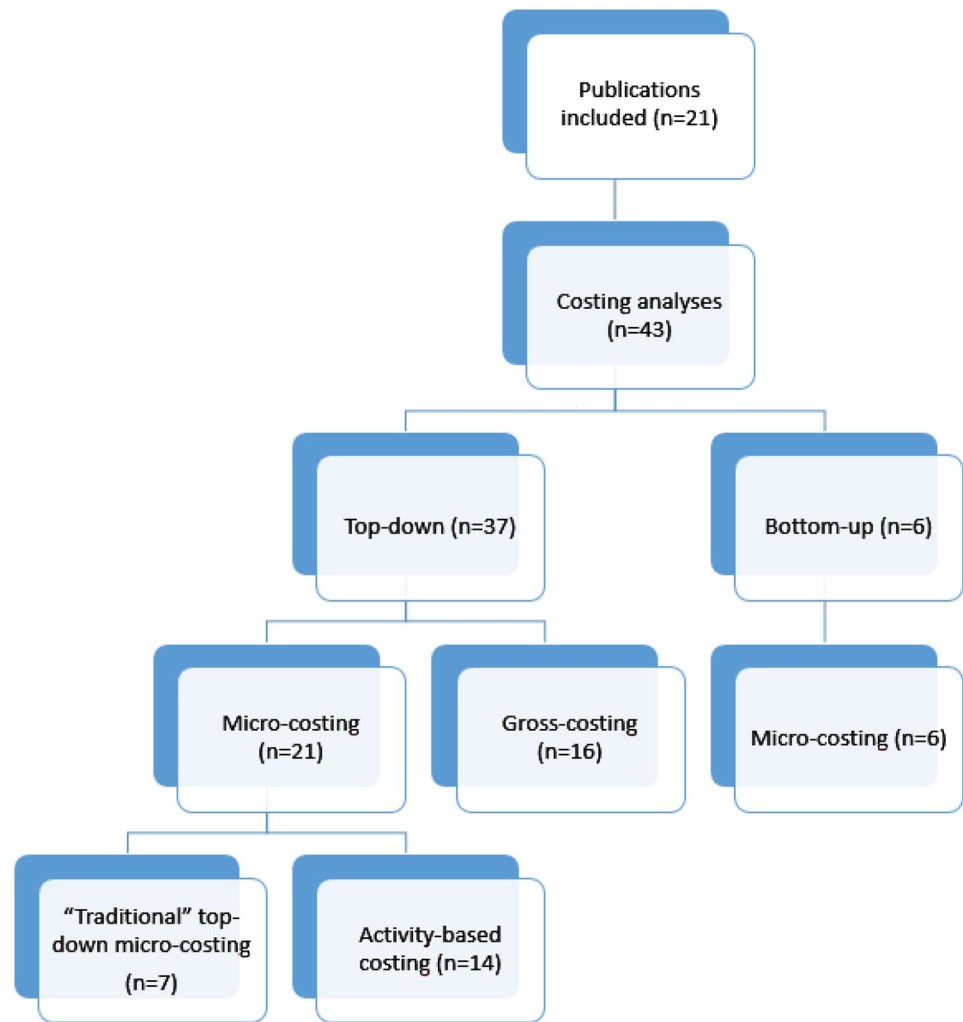 Publications
included (n=21)
Costing analyses
(n=43)
Top-down (n=37)
Bottom-up (n=6)
Micro-costing
(n=21)
Gross-costing
(n=16)
Micro-costing (n=6)
“Traditional” top-
down micro-costing
(n=7)
Activity-based
costing (n=14)